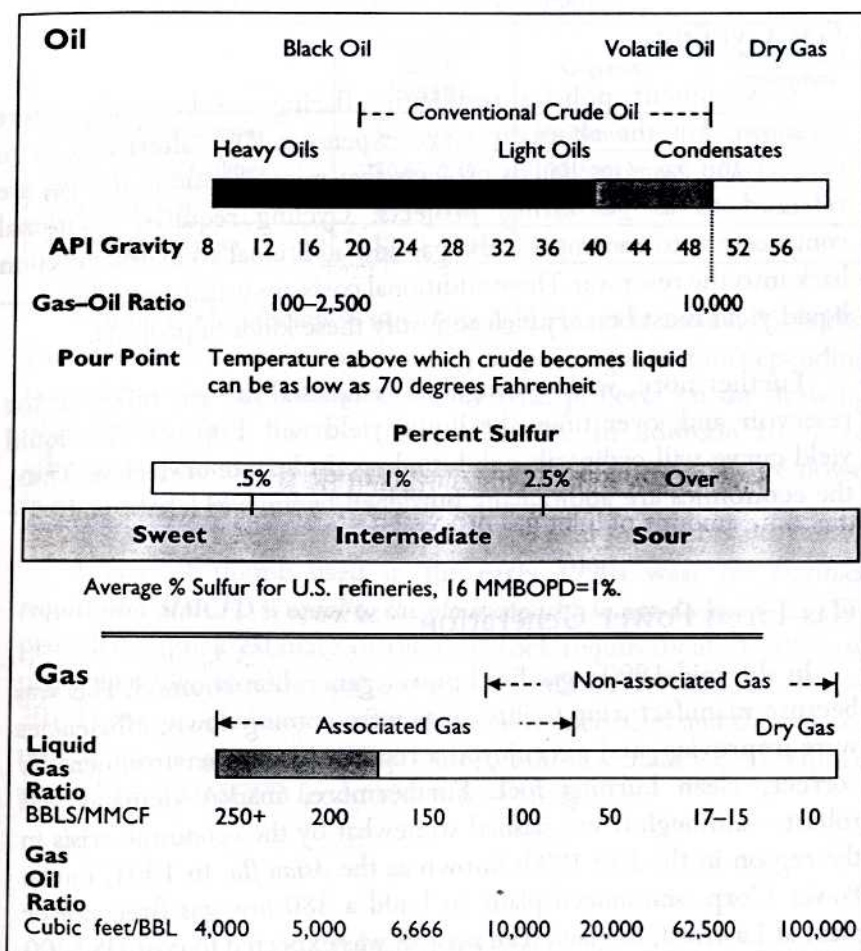 Oil
Black Oil Volatile Oil Dry Gas
Conventional Crude Oil
Heavy Oils Light Oils Condensates
API Gravity 8 12 16 20 24 28 32 36 40 44 48 52 56
Gas–Oil Ratio 100–2,500 10,000
Pour Point Temperature above which crude becomes liquid
can be as low as 70 degrees Fahrenheit
Percent Sulfur
.5% 1% 2.5% Over
Sweet Intermediate Sour
Average % Sulfur for U.S. refineries, 16 MMBOPD=1%.
Gas
Non-associated Gas
Associated Gas Dry Gas
Liquid
Gas
Ratio
BBLS/MMCF 250+ 200 150 100 50 17–15 10
Gas
Oil
Ratio
Cubic feet/BBL 4,000 5,000 6,666 10,000 20,000 62,500 100,000